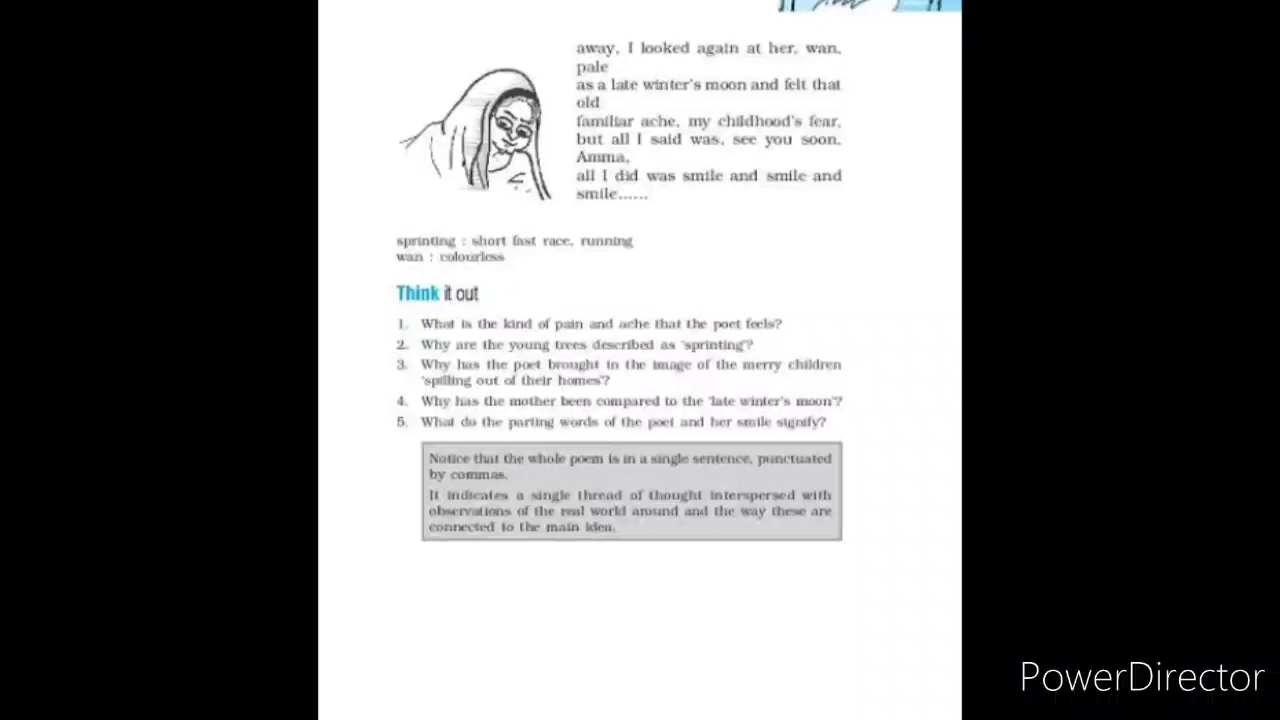 away, I looked again at her, wan,
pale
as a late winter's moon and felt that
old
familiar ache, my childhood's fear,
but all I said was, see you soon,
Amma,
all I did was smile and smile and
smile......
sprinting : short fast race, running
wan : colourless
Think it out
1. What is the kind of pain and ache that the poet feels?
2. Why are the young trees described as 'sprinting'?
3. Why has the poet brought in the image of the merry children
'spilling out of their homes'?
4. Why has the mother been compared to the 'late winter's moon'?
5. What do the parting words of the poet and her smile signify?
Notice that the whole poem is in a single sentence, punctuated
by commas.
It indicates a single thread of thought interspersed with
observations of the real world around and the way these are
connected to the main idea.
PowerDirector